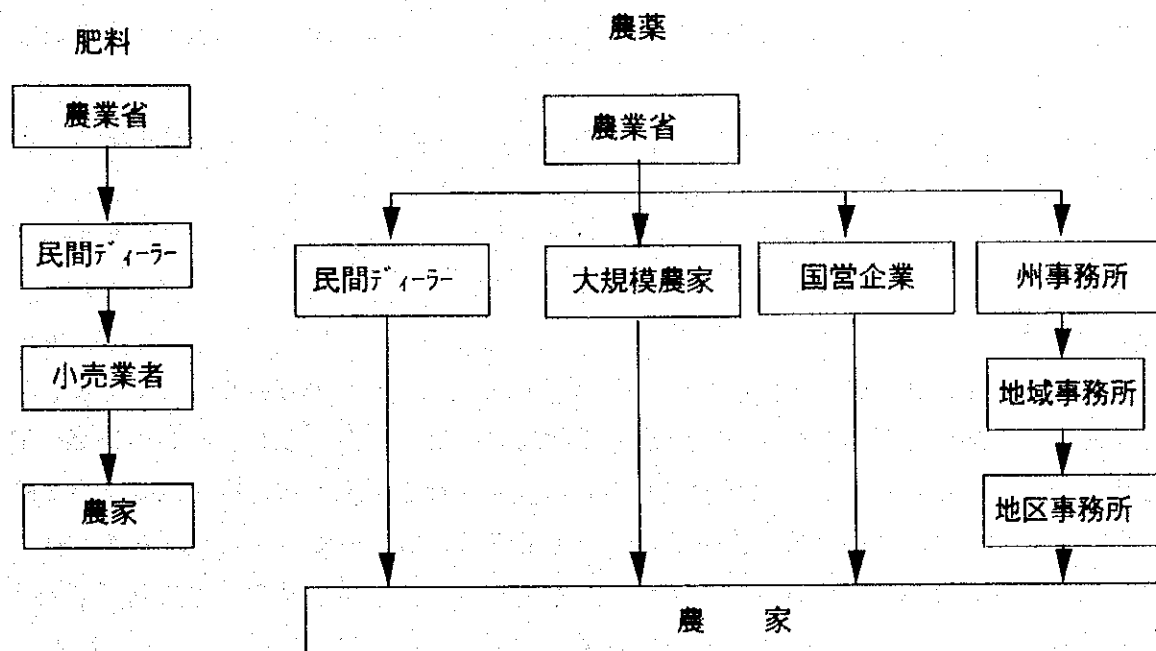 肥料
農業省
民間ディーラー
小売業者
農家
農薬
農業省
民間ディーラー
大規模農家
国営企業
州事務所
地域事務所
地区事務所
農　家